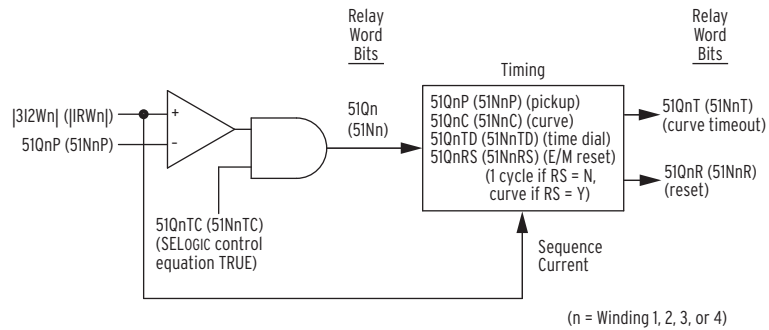 Relay
Word
Bits
Relay
Word
Bits
Timing
|3I2Wn| (|IRWn|)
+
51QnP (51NnP)
-
51Qn
(51Nn)
51QnP (51NnP) (pickup)
51QnC (51NnC) (curve)
51QnTD (51NnTD) (time dial)
51QnRS (51NnRS) (E/M reset)
(1 cycle if RS = N,
curve if RS = Y)
51QnT (51NnT)
(curve timeout)
51QnR (51NnR)
(reset)
51QnTC (51NnTC)
(SELOGIC control
equation TRUE)
Sequence
Current
(n = Winding 1, 2, 3, or 4)